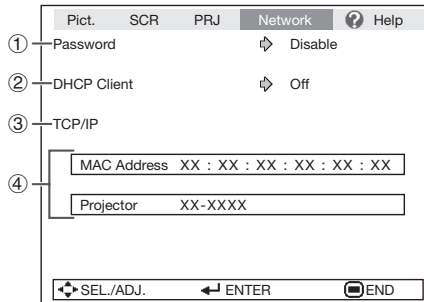 Pict. SCR PRJ Network ? Help
① Password Disable
② DHCP Client Off
③ TCP/IP
④
MAC Address XX : XX : XX : XX : XX : XX
Projector XX-XXXX
SEL./ADJ. ENTER END